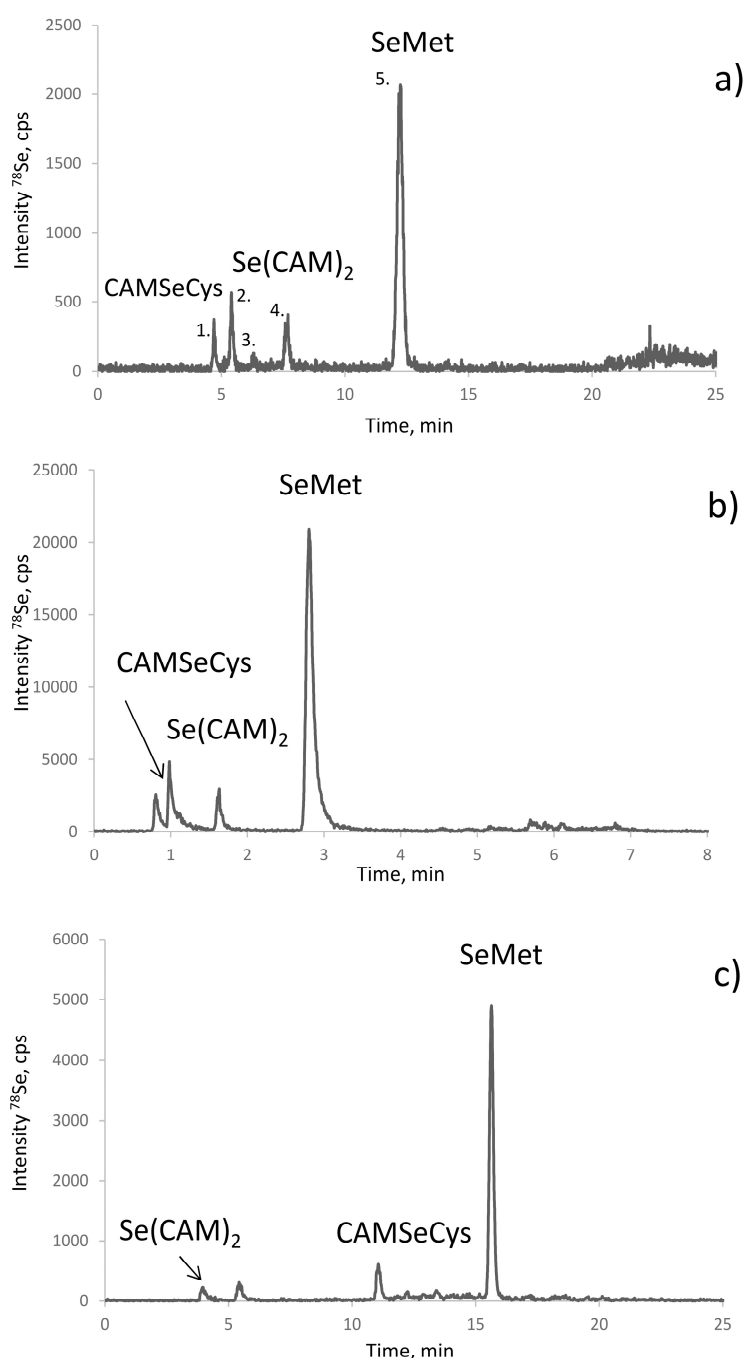 2500
SeMet
a)
5.
2000
Intensity ⁷⁸Se, cps
1500
1000
Se(CAM)₂
CAMSeCys
500
2.
4.
1.
3.
0
0 5 10 15 20 25
Time, min
25000
SeMet
b)
20000
Intensity ⁷⁸Se, cps
15000
CAMSeCys
10000
Se(CAM)₂
5000
0
0 1 2 3 4 5 6 7 8
Time, min
6000
SeMet
c)
5000
4000
Intensity ⁷⁸Se, cps
3000
2000
Se(CAM)₂
CAMSeCys
1000
0
0 5 10 15 20 25
Time, min